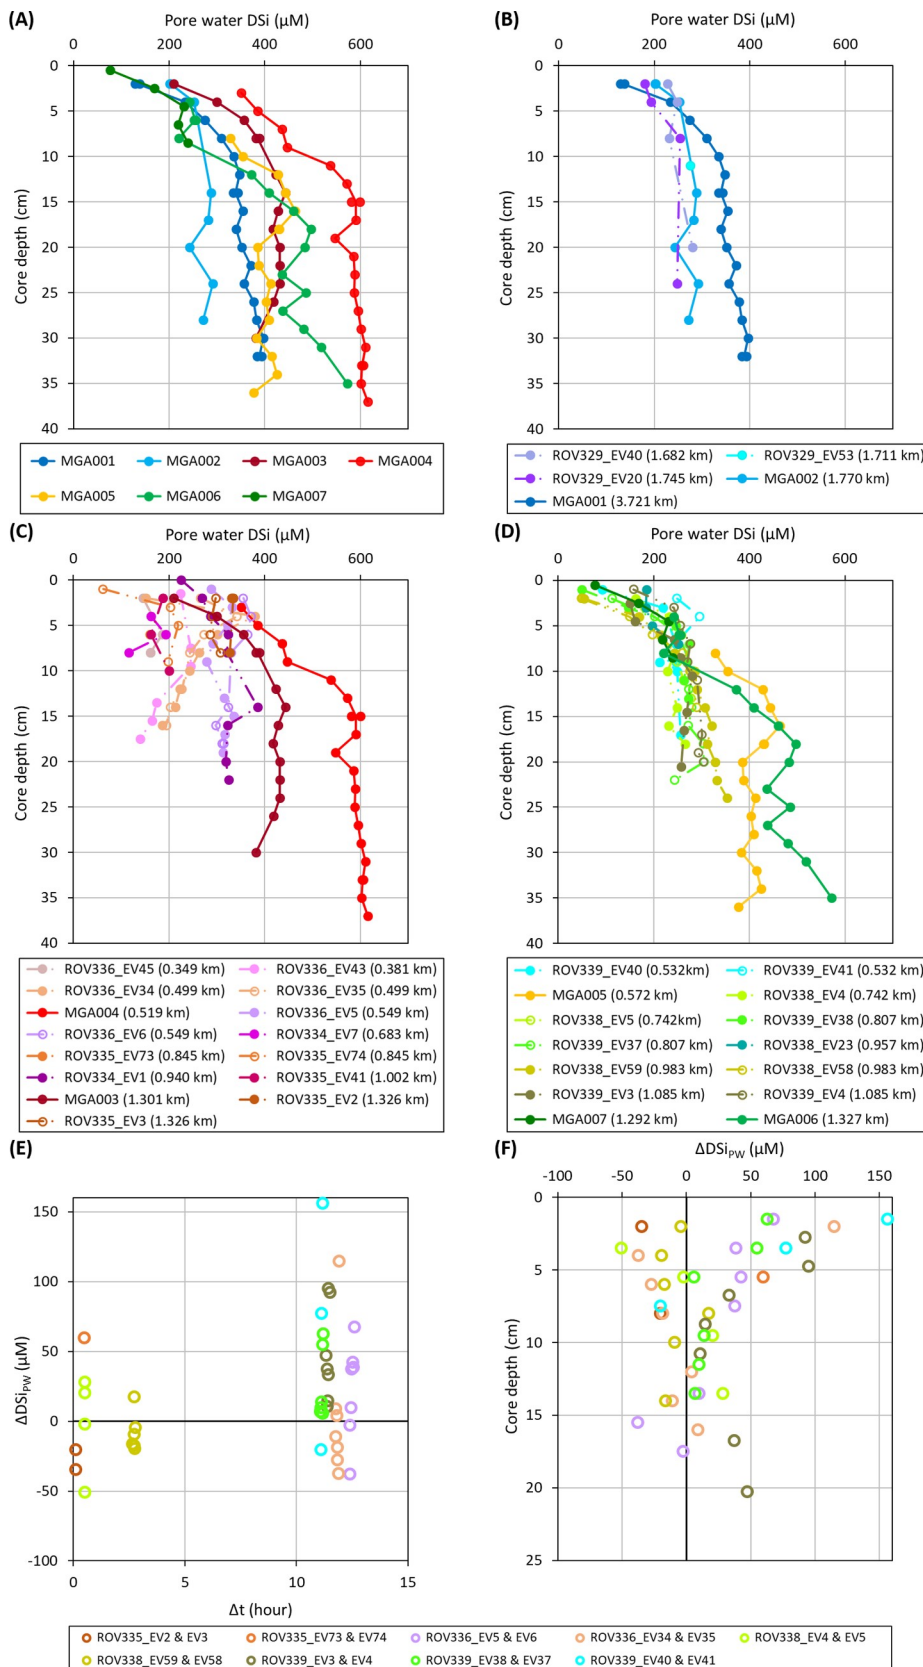 (A)
Pore water DSi (µM)
0 200 400 600
Core depth (cm)
0
5
10
15
20
25
30
35
40
MGA001 MGA002 MGA003 MGA004
MGA005 MGA006 MGA007
(B)
Pore water DSi (µM)
0 200 400 600
Core depth (cm)
0
5
10
15
20
25
30
35
40
ROV329_EV40 (1.682 km) ROV329_EV53 (1.711 km)
ROV329_EV20 (1.745 km) MGA002 (1.770 km)
MGA001 (3.721 km)
(C)
Pore water DSi (µM)
0 200 400 600
Core depth (cm)
0
5
10
15
20
25
30
35
40
ROV336_EV45 (0.349 km) ROV336_EV43 (0.381 km)
ROV336_EV34 (0.499 km) ROV336_EV35 (0.499 km)
MGA004 (0.519 km) ROV336_EV5 (0.549 km)
ROV336_EV6 (0.549 km) ROV334_EV7 (0.683 km)
ROV335_EV73 (0.845 km) ROV335_EV74 (0.845 km)
ROV334_EV1 (0.940 km) ROV335_EV41 (1.002 km)
MGA003 (1.301 km) ROV335_EV2 (1.326 km)
ROV335_EV3 (1.326 km)
(D)
Pore water DSi (µM)
0 200 400 600
Core depth (cm)
0
5
10
15
20
25
30
35
40
ROV339_EV40 (0.532km) ROV339_EV41 (0.532 km)
MGA005 (0.572 km) ROV338_EV4 (0.742 km)
ROV338_EV5 (0.742km) ROV339_EV38 (0.807 km)
ROV339_EV37 (0.807 km) ROV338_EV23 (0.957 km)
ROV338_EV59 (0.983 km) ROV338_EV58 (0.983 km)
ROV339_EV3 (1.085 km) ROV339_EV4 (1.085 km)
MGA007 (1.292 km) MGA006 (1.327 km)
(E)
ΔDSiPW (µM)
150
100
50
0
-50
-100
0 5 10 15
Δt (hour)
(F)
ΔDSiPW (µM)
-100 -50 0 50 100 150
Core depth (cm)
0
5
10
15
20
25
ROV335_EV2 & EV3 ROV335_EV73 & EV74 ROV336_EV5 & EV6 ROV336_EV34 & EV35 ROV338_EV4 & EV5
ROV338_EV59 & EV58 ROV339_EV3 & EV4 ROV339_EV38 & EV37 ROV339_EV40 & EV41